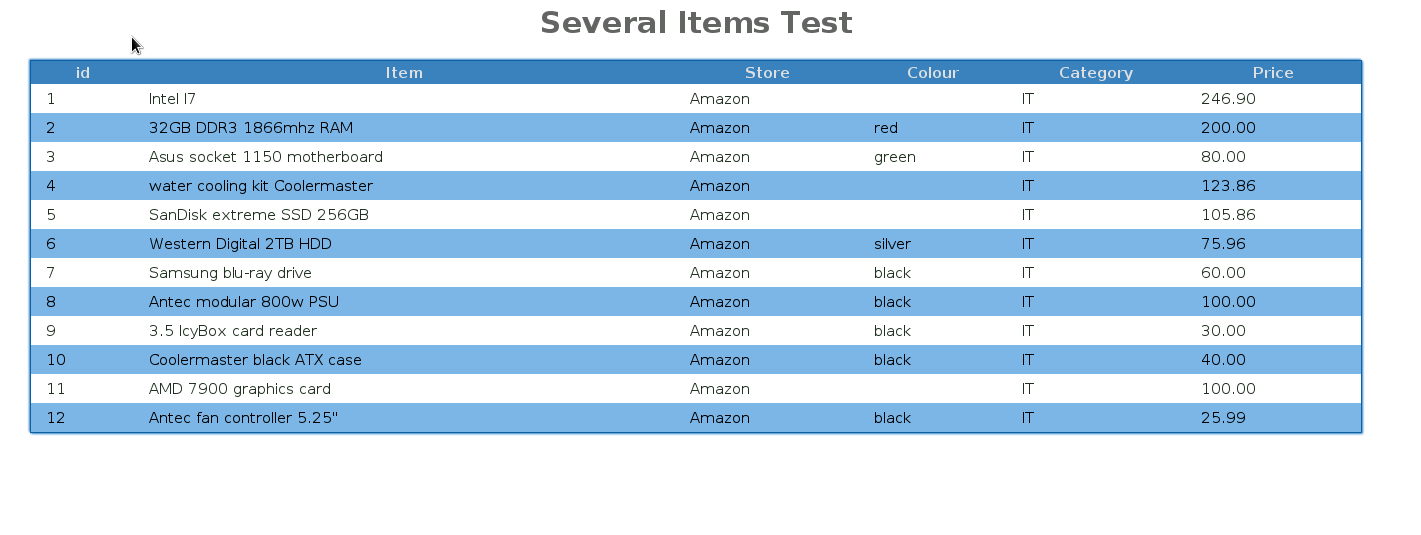 Several Items Test
id Item Store Colour Category Price
1 Intel I7 Amazon IT 246.90
2 32GB DDR3 1866mhz RAM Amazon red IT 200.00
3 Asus socket 1150 motherboard Amazon green IT 80.00
4 water cooling kit Coolermaster Amazon IT 123.86
5 SanDisk extreme SSD 256GB Amazon IT 105.86
6 Western Digital 2TB HDD Amazon silver IT 75.96
7 Samsung blu-ray drive Amazon black IT 60.00
8 Antec modular 800w PSU Amazon black IT 100.00
9 3.5 IcyBox card reader Amazon black IT 30.00
10 Coolermaster black ATX case Amazon black IT 40.00
11 AMD 7900 graphics card Amazon IT 100.00
12 Antec fan controller 5.25" Amazon black IT 25.99